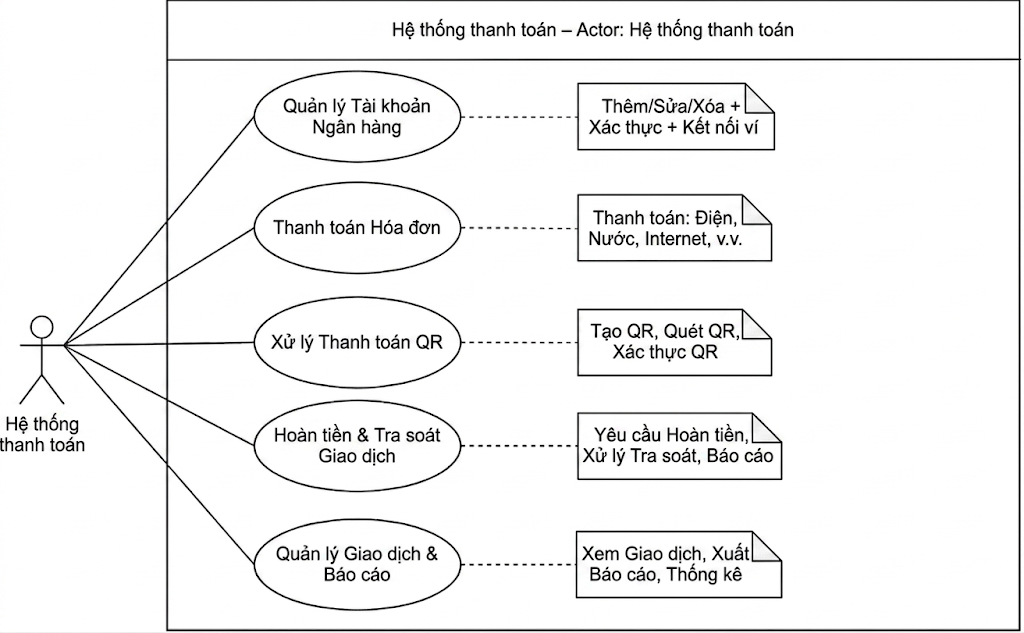 Hệ thống thanh toán – Actor: Hệ thống thanh toán
Quản lý Tài khoản
Ngân hàng
Thêm/Sửa/Xóa +
Xác thực + Kết nối ví
Thanh toán Hóa đơn
Thanh toán: Điện,
Nước, Internet, v.v.
Xử lý Thanh toán QR
Tạo QR, Quét QR,
Xác thực QR
Hệ thống
thanh toán
Hoàn tiền & Tra soát
Giao dịch
Yêu cầu Hoàn tiền,
Xử lý Tra soát, Báo cáo
Quản lý Giao dịch &
Báo cáo
Xem Giao dịch, Xuất
Báo cáo, Thống kê